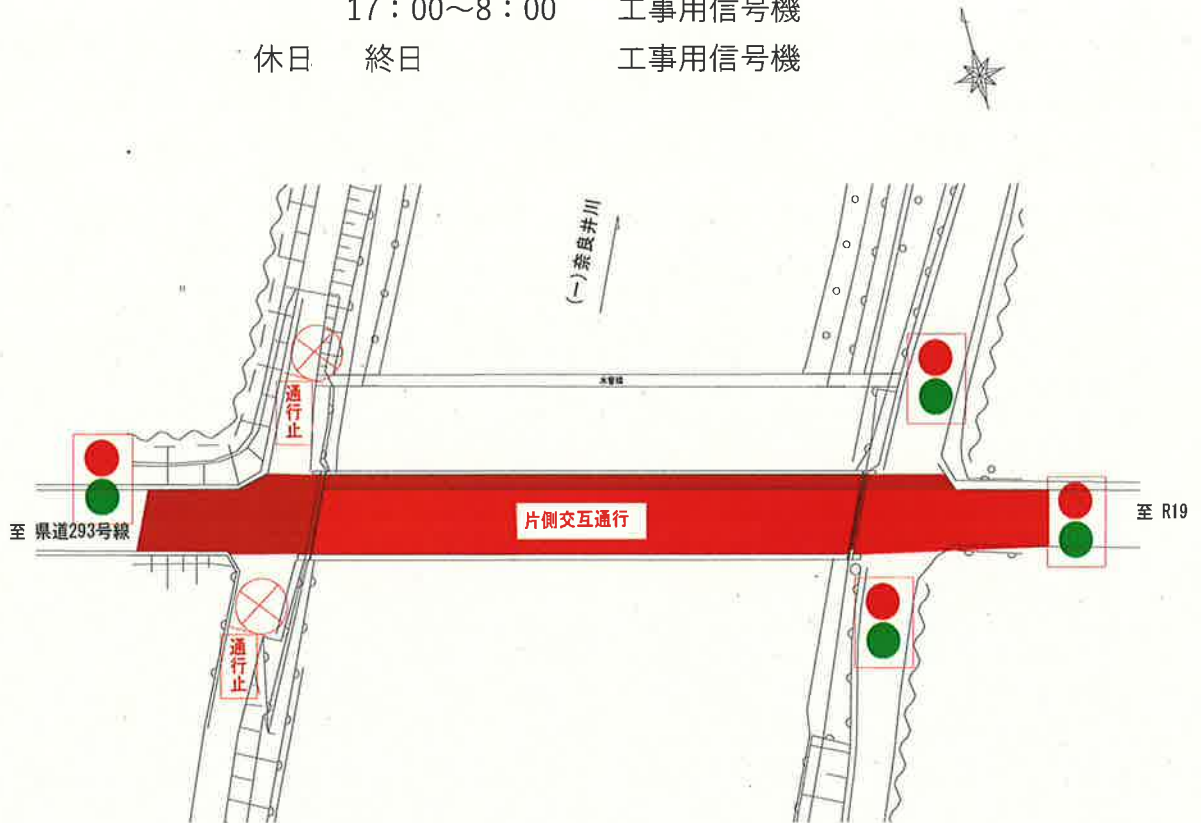 17：00～8：00 工事用信号機
休日 終日 工事用信号機
(一)奈良井川
水管橋
通行止
片側交互通行
至 県道293号線
至 R19
通行止